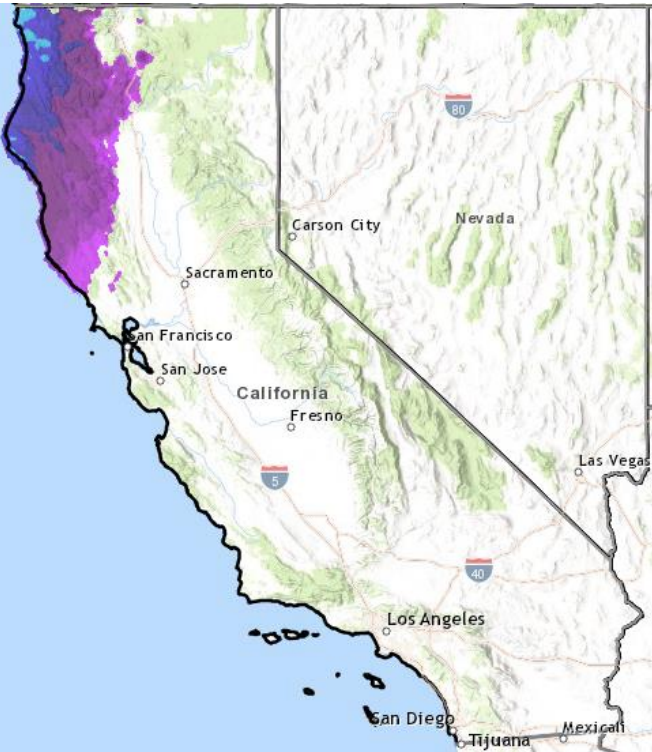 80
Nevada
Carson City
Sacramento
San Francisco
San Jose
California
Fresno
Las Vegas
5
40
Los Angeles
San Diego
Tijuana
Mexicali